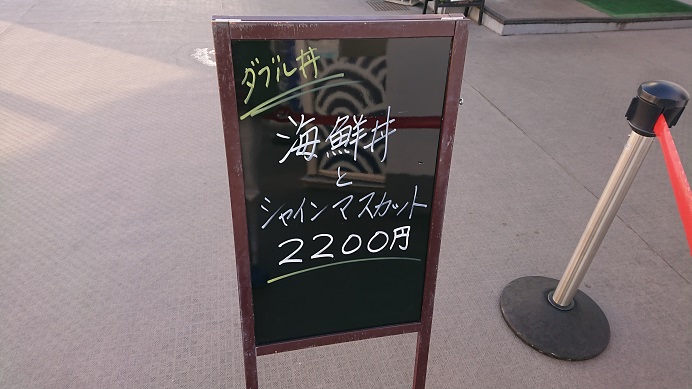 ダブル丼
海鮮丼
と
シャインマスカット
2200円